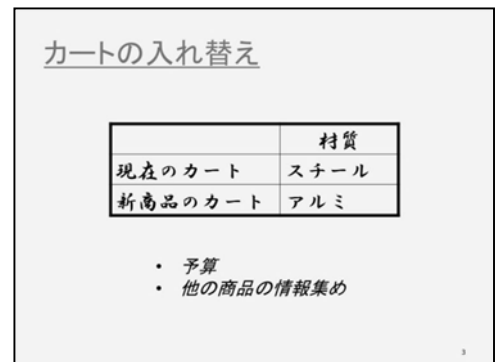 カートの入れ替え
材質
現在のカート スチール
新商品のカート アルミ
• 予算
• 他の商品の情報集め
3